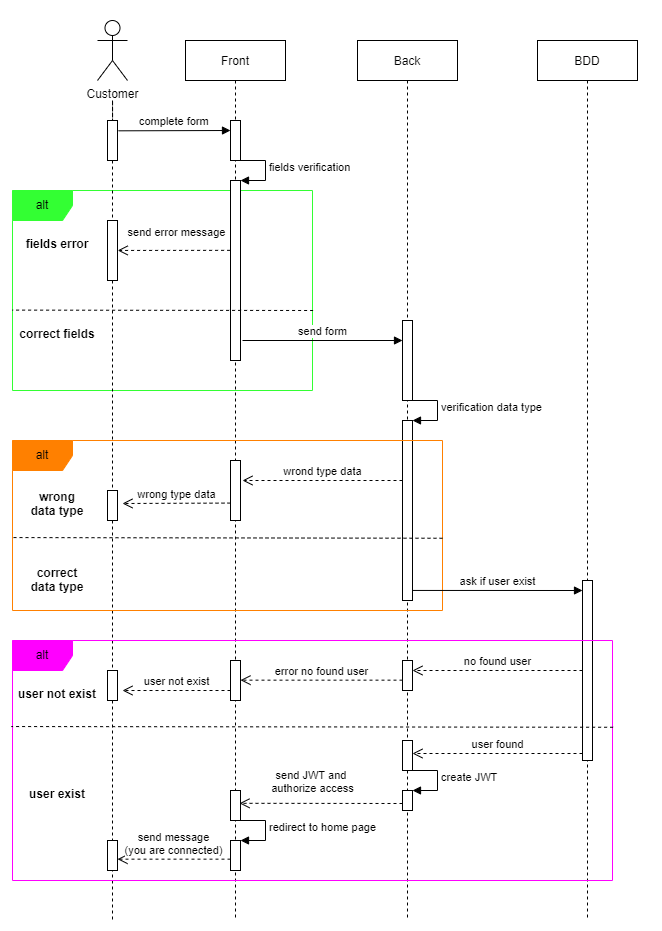 Customer
Front
Back
BDD
complete form
fields verification
alt
send error message
fields error
correct fields
send form
verification data type
alt
wrond type data
wrong type data
wrong
data type
correct
data type
ask if user exist
alt
no found user
error no found user
user not exist
user not exist
user found
create JWT
send JWT and
authorize access
user exist
redirect to home page
send message
(you are connected)